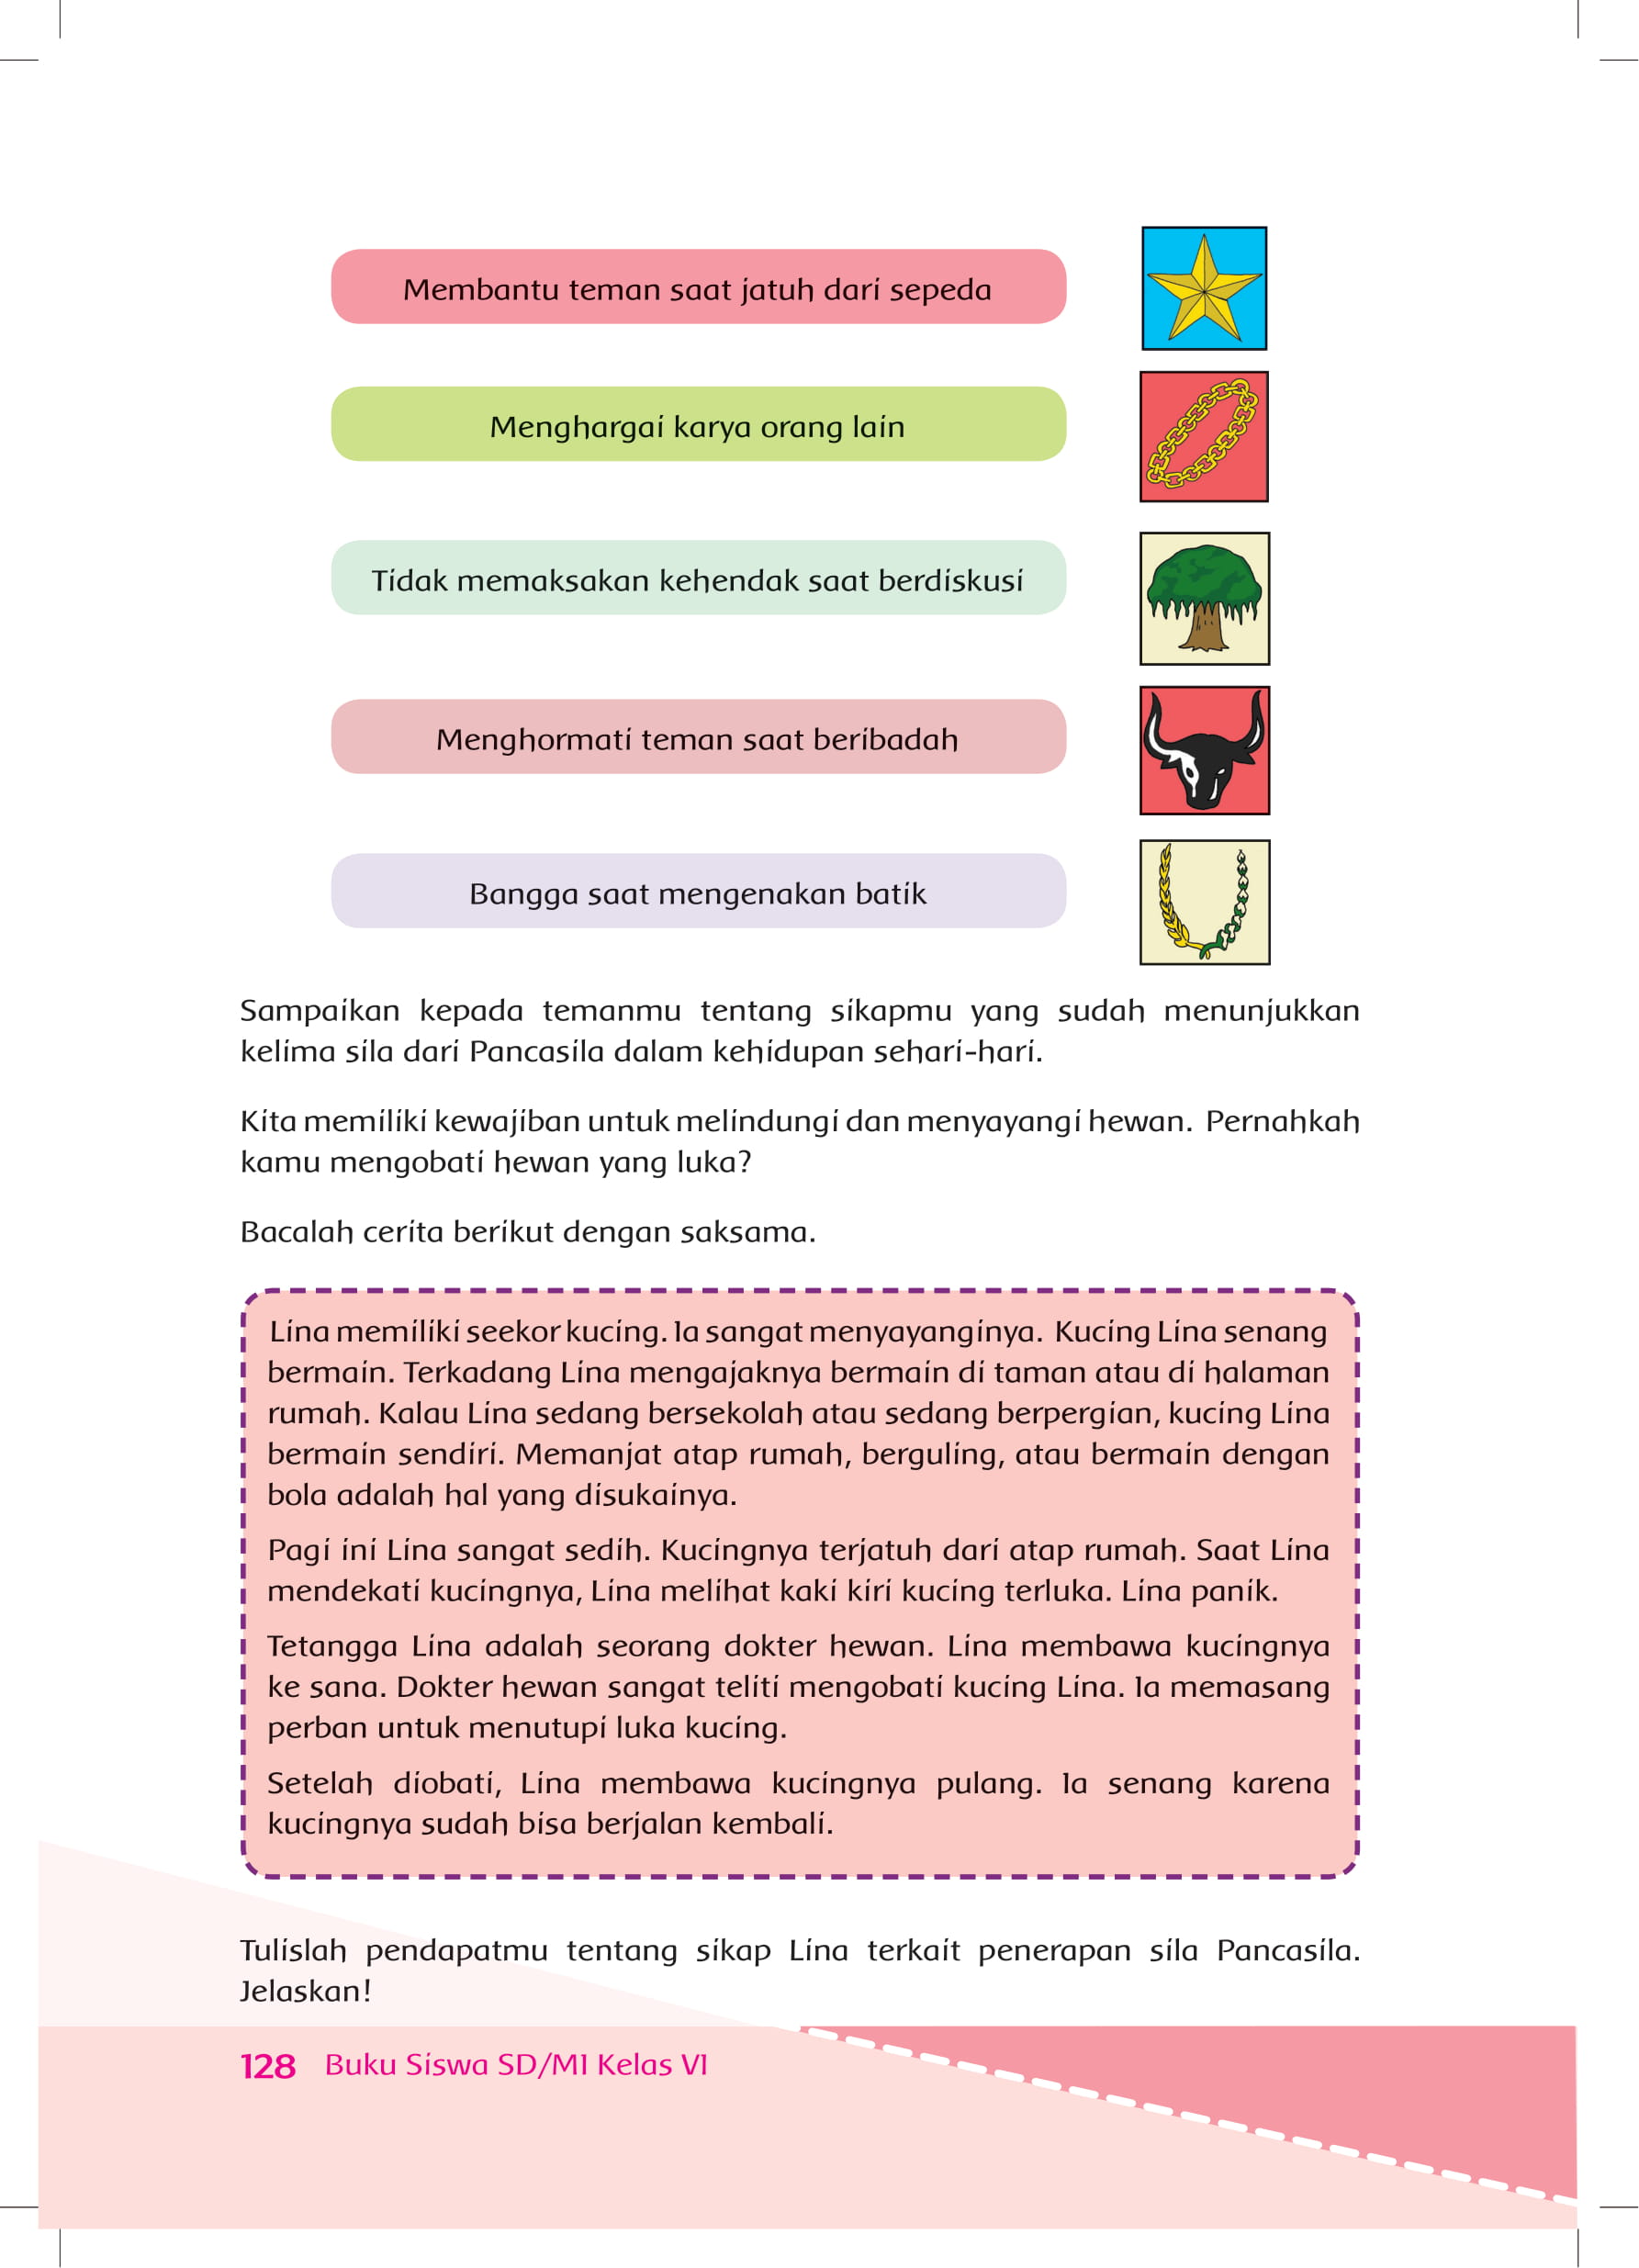 Membantu teman saat jatuh dari sepeda
Menghargai karya orang lain
Tidak memaksakan kehendak saat berdiskusi
Menghormati teman saat beribadah
Bangga saat mengenakan batik
Sampaikan kepada temanmu tentang sikapmu yang sudah menunjukkan
kelima sila dari Pancasila dalam kehidupan sehari-hari.
Kita memiliki kewajiban untuk melindungi dan menyayangi hewan. Pernahkah
kamu mengobati hewan yang luka?
Bacalah cerita berikut dengan saksama.
Lina memiliki seekor kucing. Ia sangat menyayanginya. Kucing Lina senang
bermain. Terkadang Lina mengajaknya bermain di taman atau di halaman
rumah. Kalau Lina sedang bersekolah atau sedang berpergian, kucing Lina
bermain sendiri. Memanjat atap rumah, berguling, atau bermain dengan
bola adalah hal yang disukainya.
Pagi ini Lina sangat sedih. Kucingnya terjatuh dari atap rumah. Saat Lina
mendekati kucingnya, Lina melihat kaki kiri kucing terluka. Lina panik.
Tetangga Lina adalah seorang dokter hewan. Lina membawa kucingnya
ke sana. Dokter hewan sangat teliti mengobati kucing Lina. Ia memasang
perban untuk menutupi luka kucing.
Setelah diobati, Lina membawa kucingnya pulang. Ia senang karena
kucingnya sudah bisa berjalan kembali.
Tulislah pendapatmu tentang sikap Lina terkait penerapan sila Pancasila.
Jelaskan!
128 Buku Siswa SD/MI Kelas VI